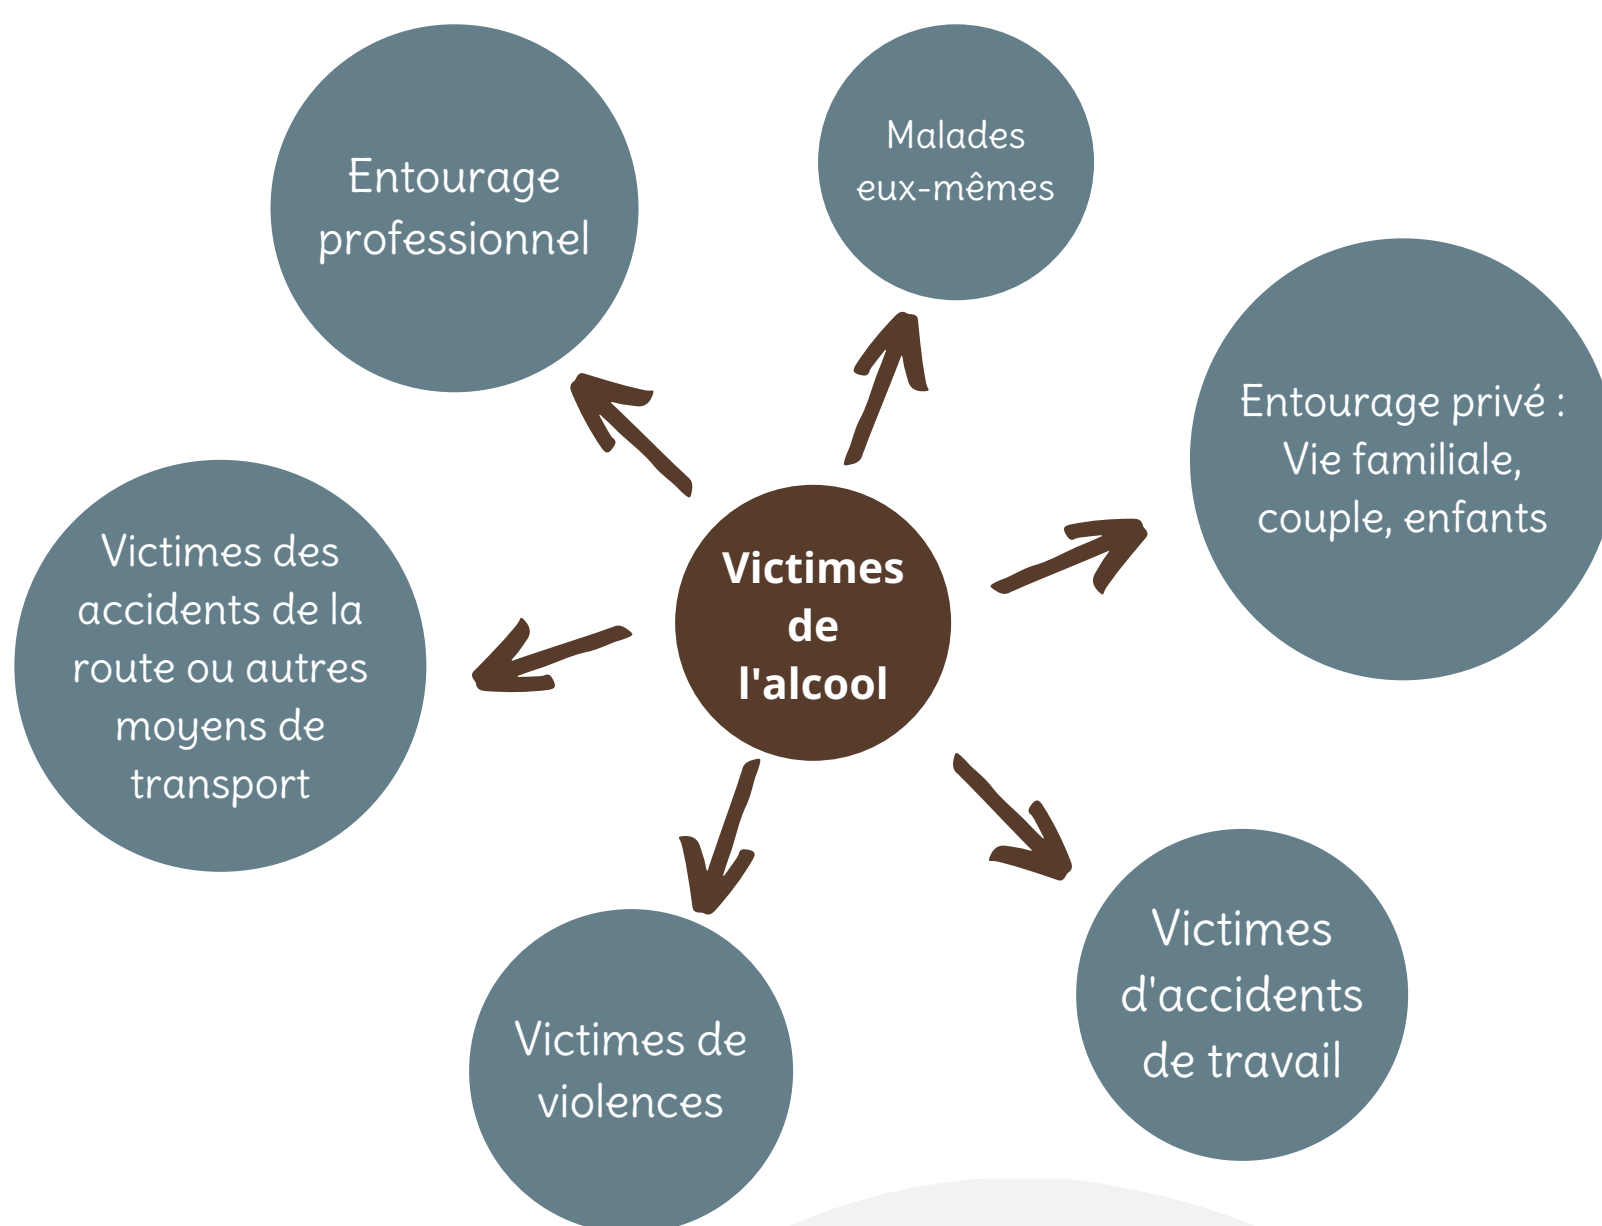 Entourage
professionnel
Malades
eux-mêmes
Entourage privé :
Vie familiale,
couple, enfants
Victimes des
accidents de la
route ou autres
moyens de
transport
Victimes
de
l'alcool
Victimes de
violences
Victimes
d'accidents
de travail